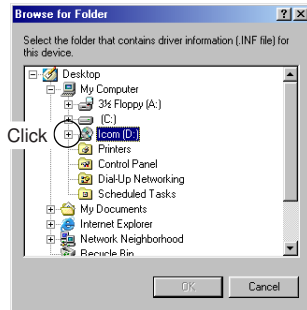 Browse for Folder
Select the folder that contains driver information (.INF file) for
this device.
Desktop
My Computer
3½ Floppy (A:)
(C:)
Click
Icom (D:)
Printers
Control Panel
Dial-Up Networking
Scheduled Tasks
My Documents
Internet Explorer
Network Neighborhood
Recycle Bin
OK
Cancel